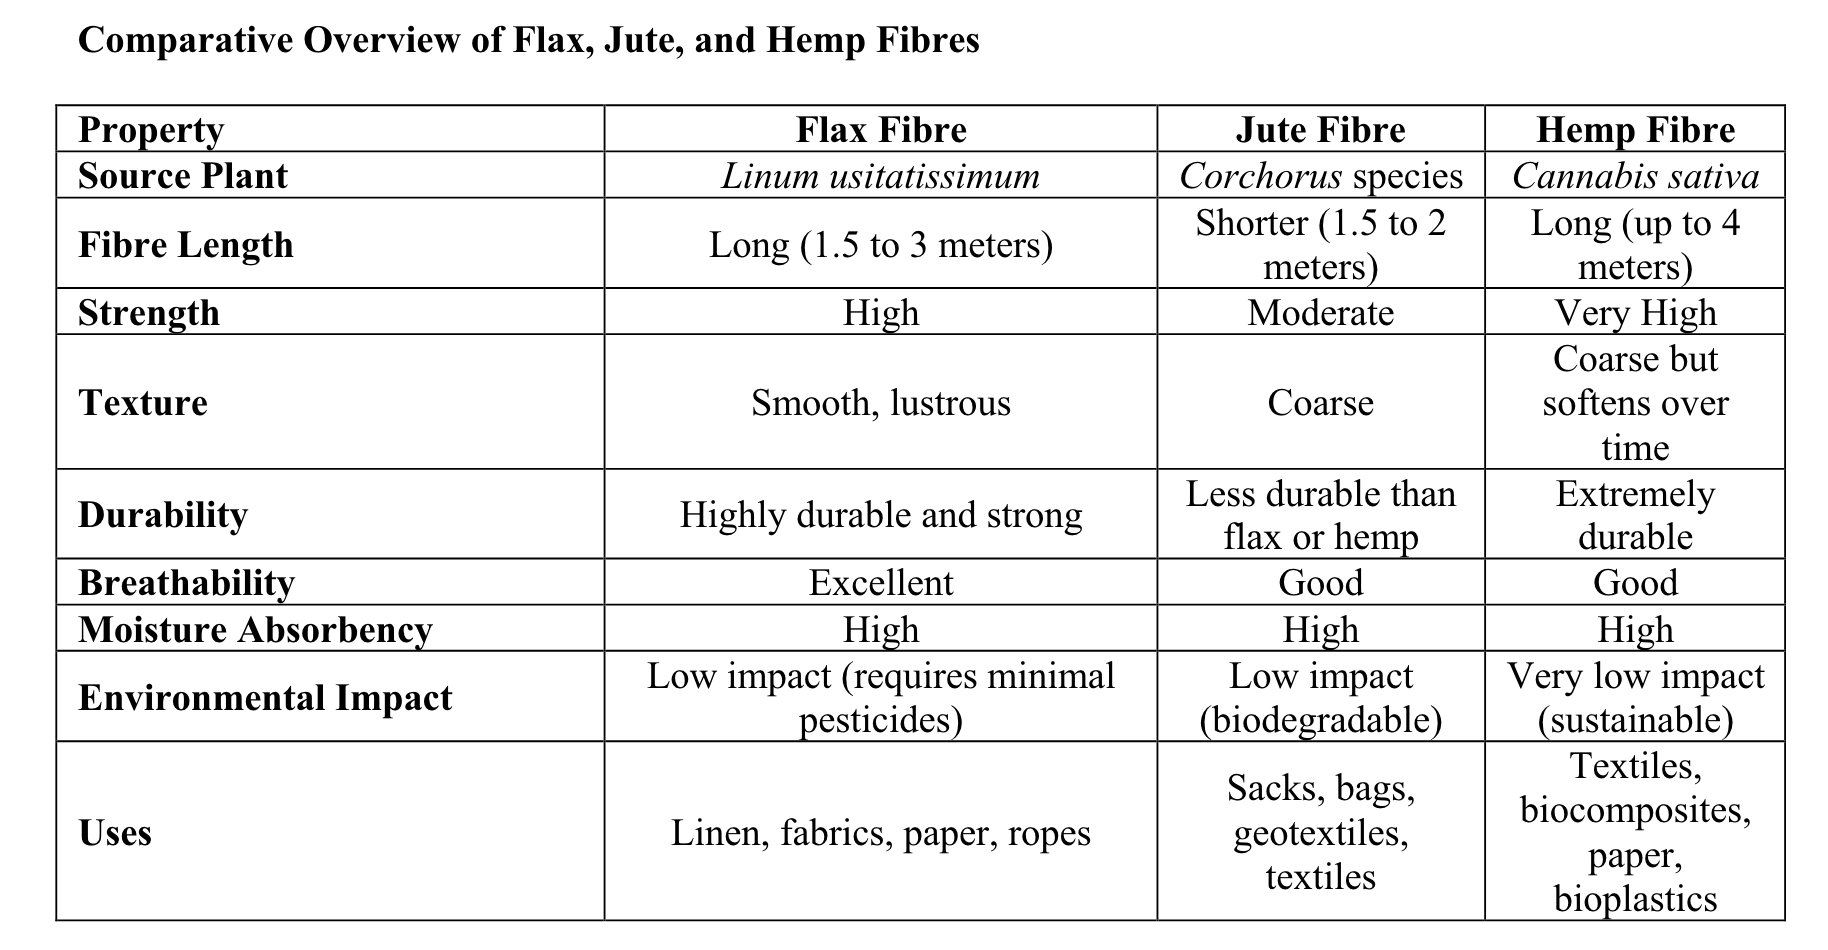 Comparative Overview of Flax, Jute, and Hemp Fibres
Property Flax Fibre Jute Fibre Hemp Fibre
Source Plant Linum usitatissimum Corchorus species Cannabis sativa
Fibre Length Long (1.5 to 3 meters) Shorter (1.5 to 2 meters) Long (up to 4 meters)
Strength High Moderate Very High
Texture Smooth, lustrous Coarse Coarse but softens over time
Durability Highly durable and strong Less durable than flax or hemp Extremely durable
Breathability Excellent Good Good
Moisture Absorbency High High High
Environmental Impact Low impact (requires minimal pesticides) Low impact (biodegradable) Very low impact (sustainable)
Uses Linen, fabrics, paper, ropes Sacks, bags, geotextiles, textiles Textiles, biocomposites, paper, bioplastics